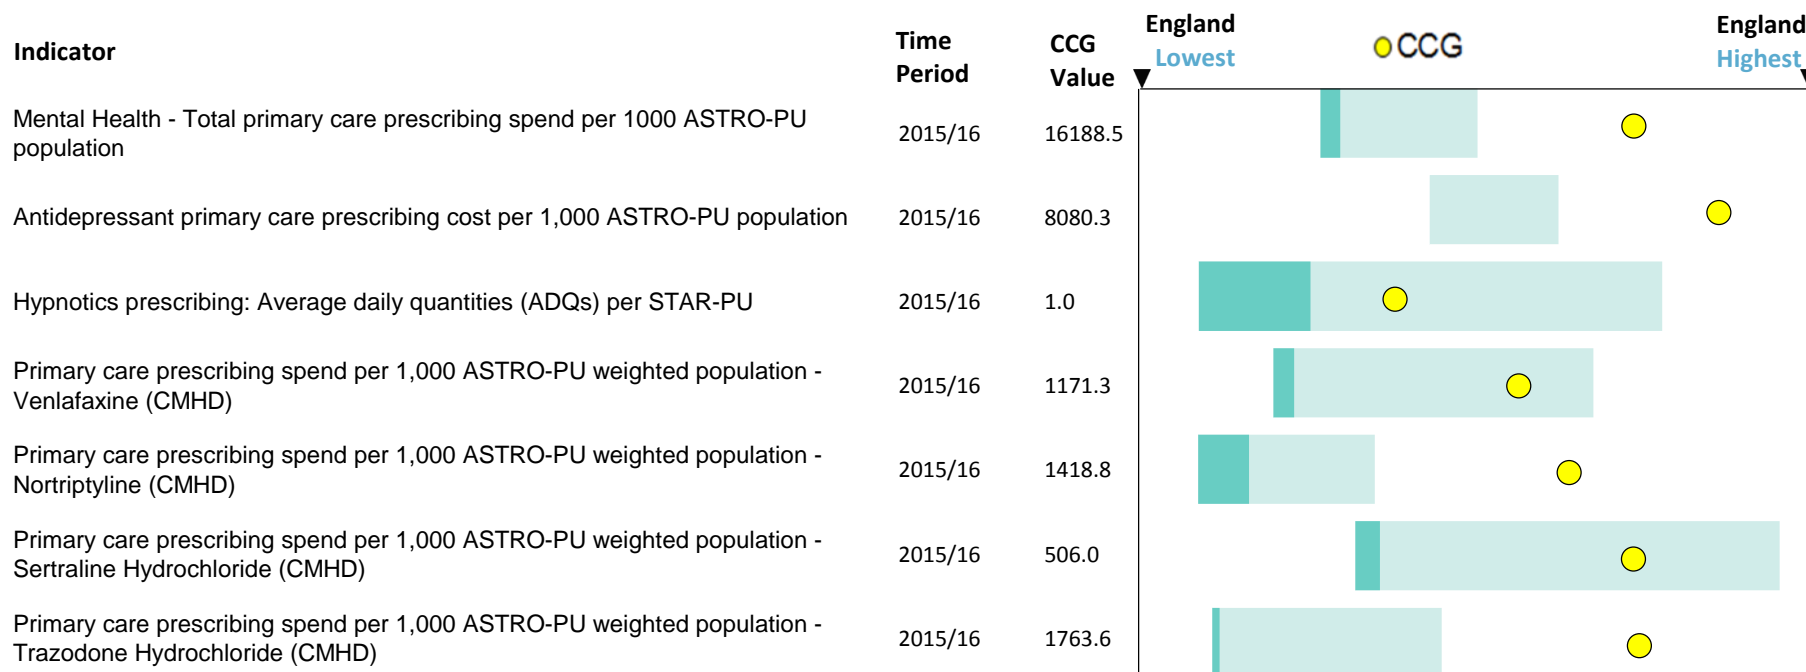 Indicator
Time
Period
CCG
Value
England
Lowest
CCG
England
Highest
Mental Health - Total primary care prescribing spend per 1000 ASTRO-PU
population
2015/16
16188.5
Antidepressant primary care prescribing cost per 1,000 ASTRO-PU population
2015/16
8080.3
Hypnotics prescribing: Average daily quantities (ADQs) per STAR-PU
2015/16
1.0
Primary care prescribing spend per 1,000 ASTRO-PU weighted population -
Venlafaxine (CMHD)
2015/16
1171.3
Primary care prescribing spend per 1,000 ASTRO-PU weighted population -
Nortriptyline (CMHD)
2015/16
1418.8
Primary care prescribing spend per 1,000 ASTRO-PU weighted population -
Sertraline Hydrochloride (CMHD)
2015/16
506.0
Primary care prescribing spend per 1,000 ASTRO-PU weighted population -
Trazodone Hydrochloride (CMHD)
2015/16
1763.6